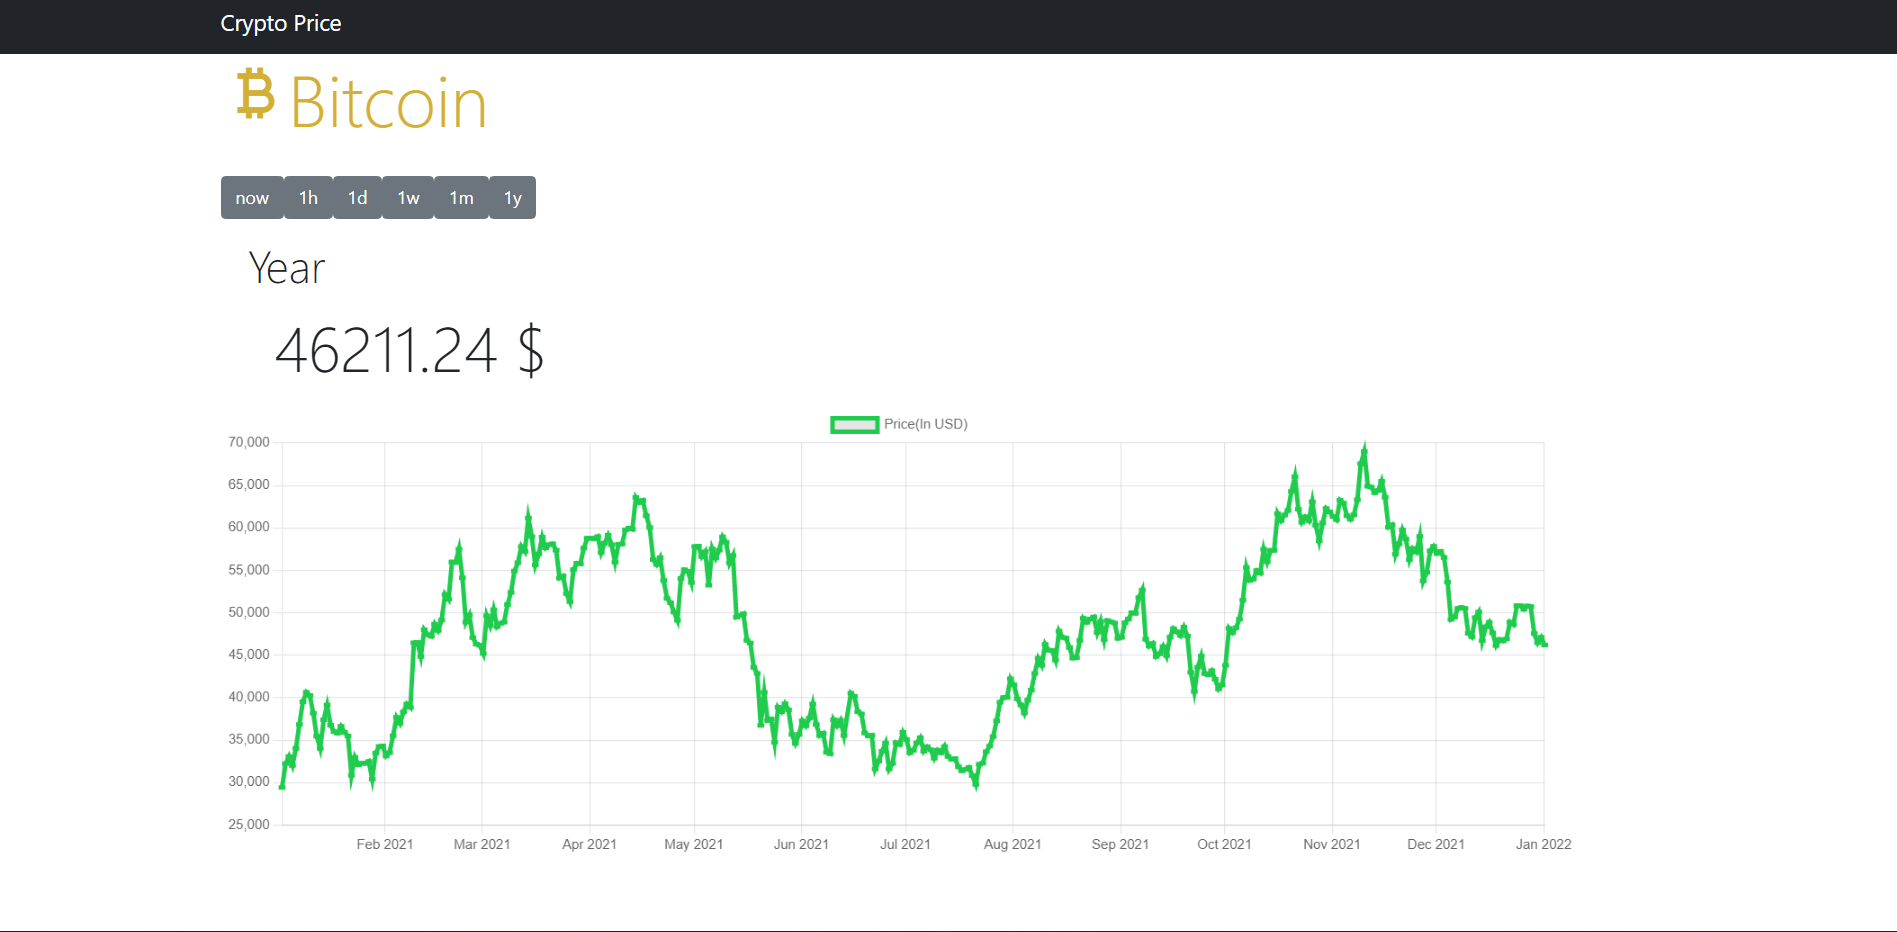 Crypto Price
Bitcoin
now 1h 1d 1w 1m 1y
Year
46211.24 $
Price(In USD)
70,000
65,000
60,000
55,000
50,000
45,000
40,000
35,000
30,000
25,000
Feb 2021 Mar 2021 Apr 2021 May 2021 Jun 2021 Jul 2021 Aug 2021 Sep 2021 Oct 2021 Nov 2021 Dec 2021 Jan 2022